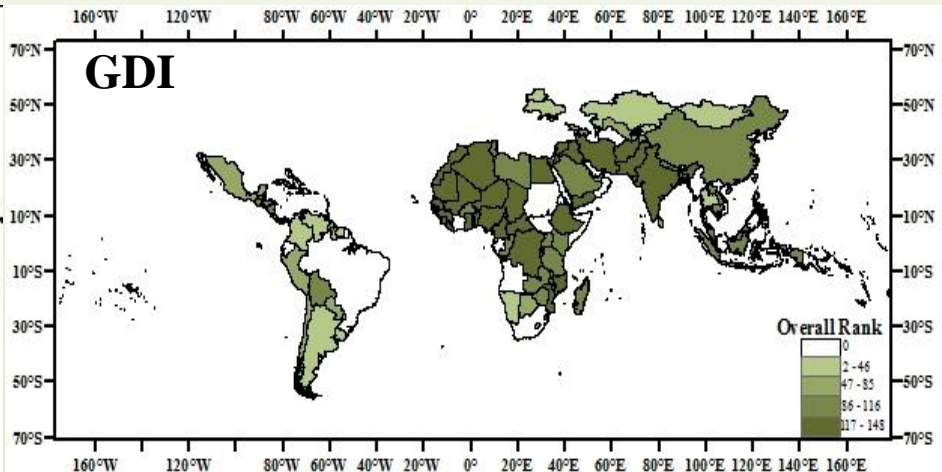 160°W 120°W 80°W 60°W 40°W 20°W 0° 20°E 40°E 60°E 80°E 100°E 120°E 140°E 160°E
GDI
70°N 70°N
50°N 50°N
30°N 30°N
10°N 10°N
10°S 10°S
30°S 30°S
50°S 50°S
70°S 70°S
Overall Rank
0
2 - 46
47 - 85
86 - 116
117 - 148
160°W 120°W 80°W 60°W 40°W 20°W 0° 20°E 40°E 60°E 80°E 100°E 120°E 140°E 160°E